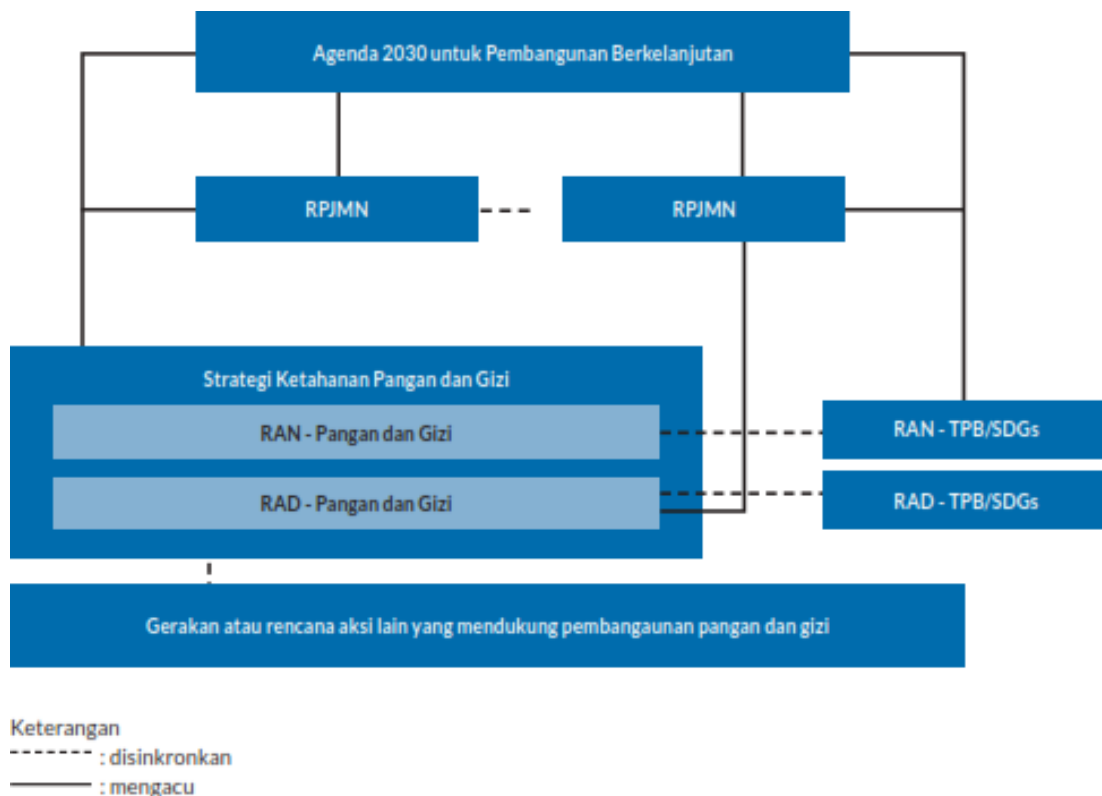 Agenda 2030 untuk Pembangunan Berkelanjutan
RPJMN
RPJMN
Strategi Ketahanan Pangan dan Gizi
RAN - Pangan dan Gizi
RAN - TPB/SDGs
RAD - Pangan dan Gizi
RAD - TPB/SDGs
Gerakan atau rencana aksi lain yang mendukung pembangaunan pangan dan gizi
Keterangan
: disinkronkan
: mengacu